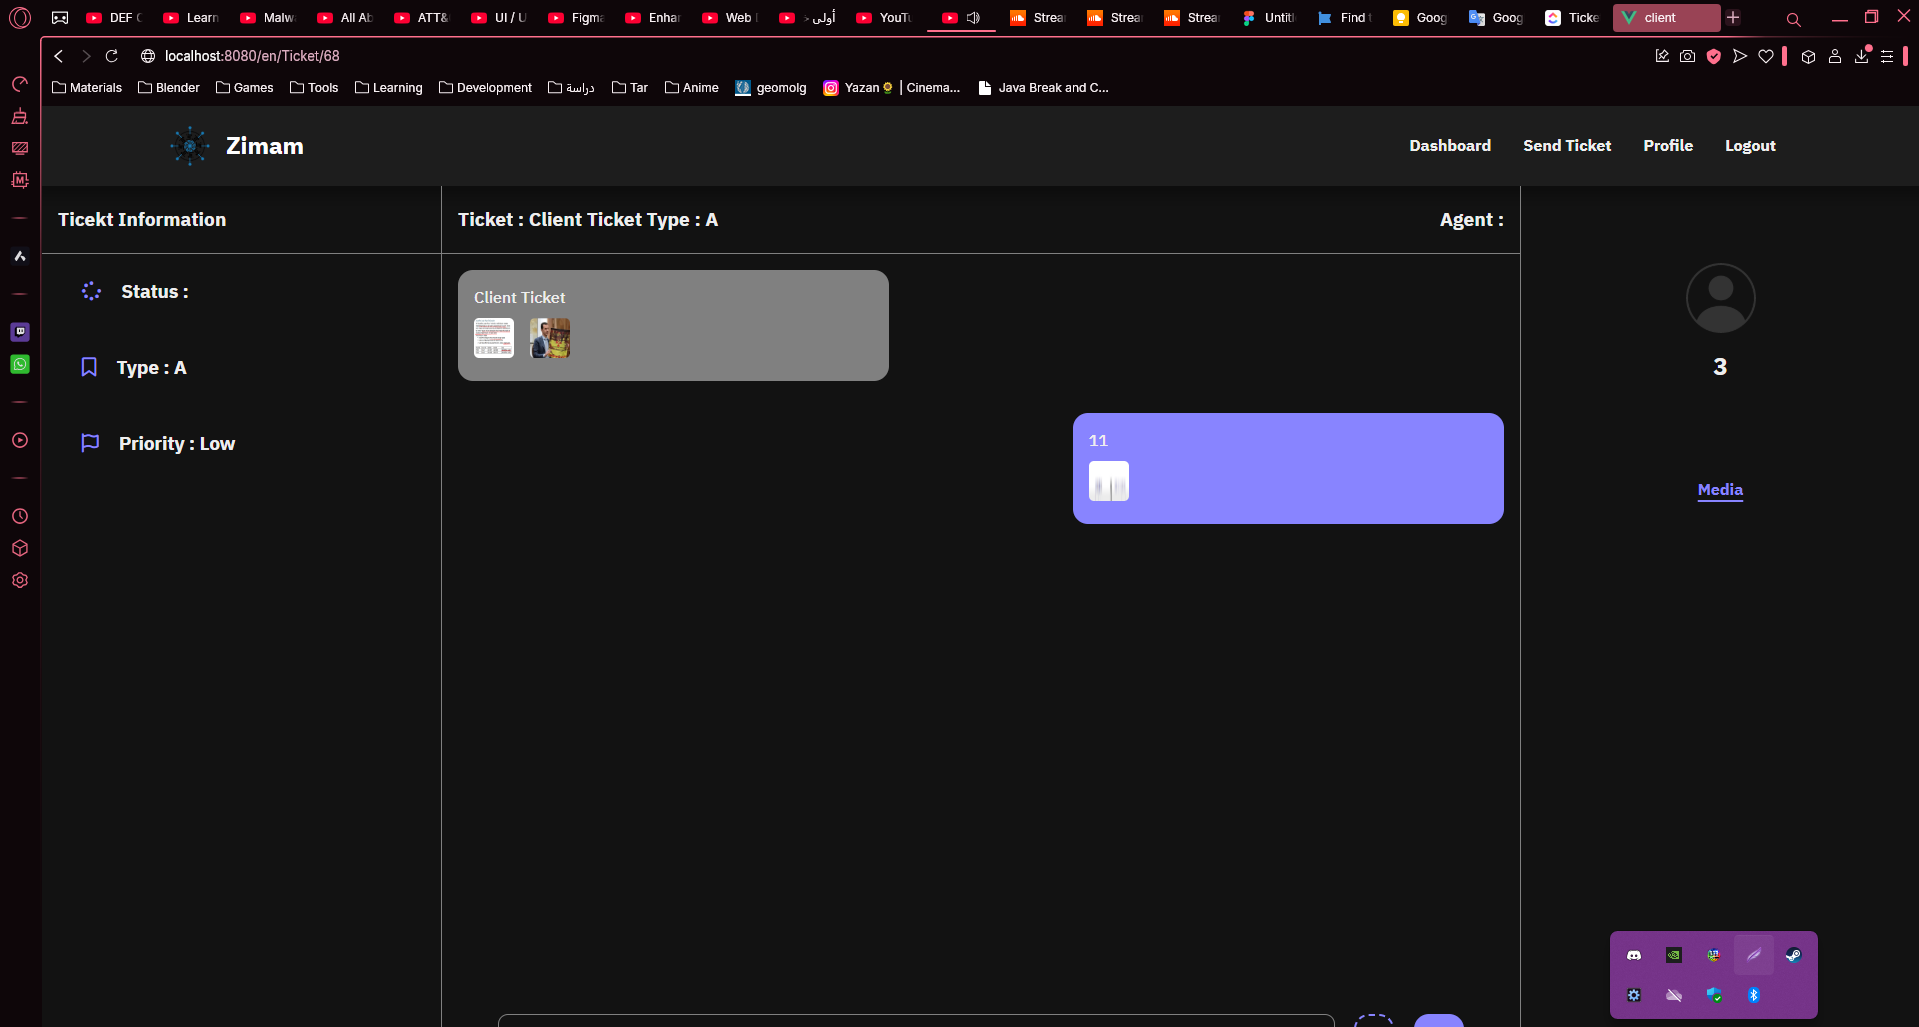 DEF
Learn
Malw
All Ab
ATT&
UI / U
Figma
Enhar
Web
أولى
YouTu
Strea
Strea
Strea
Untitl
Find
Goog
Goog
Ticke
client
localhost:8080/en/Ticket/68
Materials
Blender
Games
Tools
Learning
Development
دراسة
Tar
Anime
geomolg
Yazan🌻 | Cinema...
Java Break and C...
Zimam
Dashboard
Send Ticket
Profile
Logout
Ticekt Information
Status :
Type : A
Priority : Low
Ticket : Client Ticket Type : A
Agent :
Client Ticket
11
3
Media